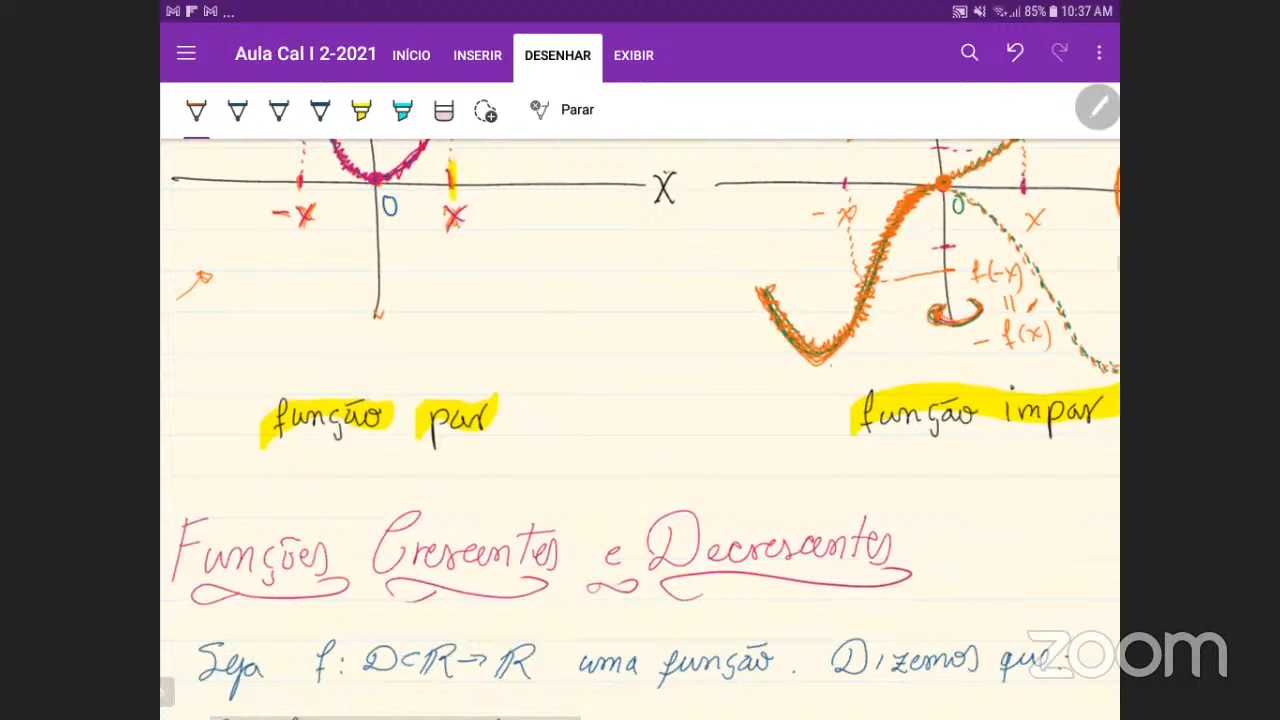 ... 85% 10:37 AM
Aula Cal I 2-2021 INÍCIO INSERIR DESENHAR EXIBIR
Parar
X
-x 0 x
-x 0 x
f(-x)
=
- f(x)
função par
função impar
Funções Crescentes e Decrescentes
Seja f: D⊂R→R uma função. Dizemos que:
zoom